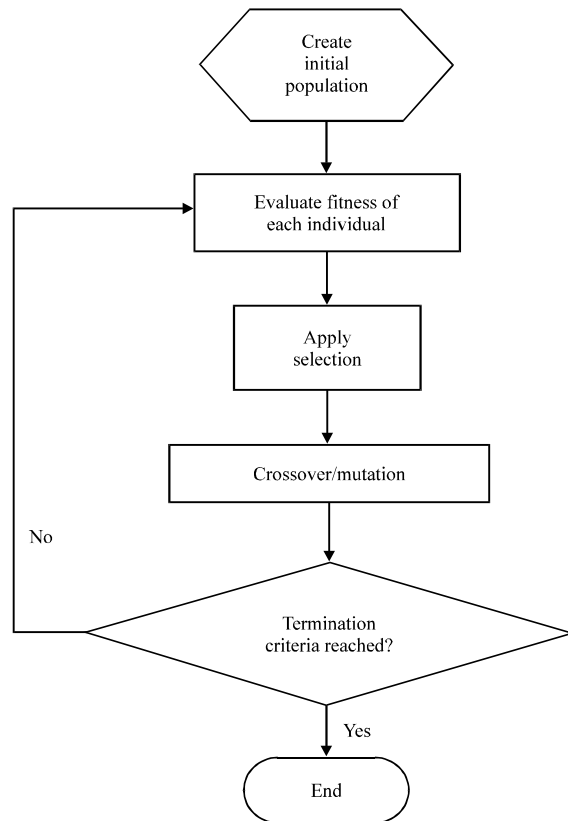 Create
initial
population
Evaluate fitness of
each individual
Apply
selection
Crossover/mutation
No
Termination
criteria reached?
Yes
End